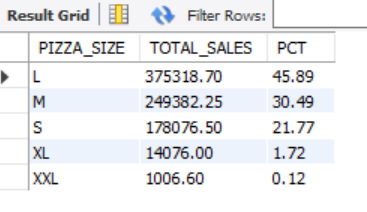 Result Grid Filter Rows:
PIZZA_SIZE TOTAL_SALES PCT
L 375318.70 45.89
M 249382.25 30.49
S 178076.50 21.77
XL 14076.00 1.72
XXL 1006.60 0.12